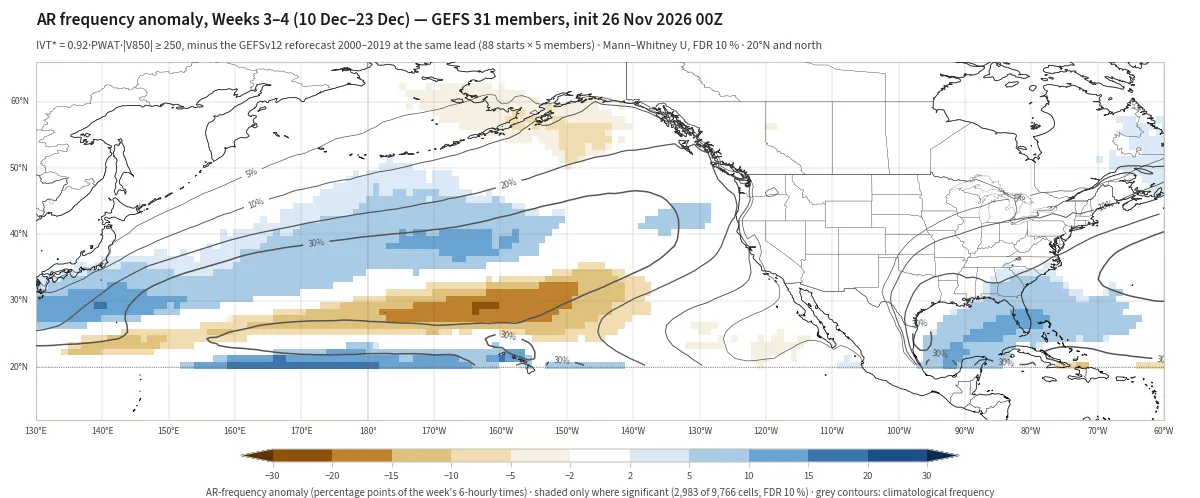 AR frequency anomaly, Weeks 3–4 (10 Dec–23 Dec) — GEFS 31 members, init 26 Nov 2026 00Z
IVT* = 0.92·PWAT·|V850| ≥ 250, minus the GEFSv12 reforecast 2000–2019 at the same lead (88 starts × 5 members) · Mann–Whitney U, FDR 10 % · 20°N and north
60°N
5%
50°N
20%
10%
10%
40°N
30%
30°N
30%
30%
30%
30%
30%
20°N
130°E 140°E 150°E 160°E 170°E 180° 170°W 160°W 150°W 140°W 130°W 120°W 110°W 100°W 90°W 80°W 70°W 60°W
−30 −20 −15 −10 −5 −2 2 5 10 15 20 30
AR-frequency anomaly (percentage points of the week's 6-hourly times) · shaded only where significant (2,983 of 9,766 cells, FDR 10 %) · grey contours: climatological frequency